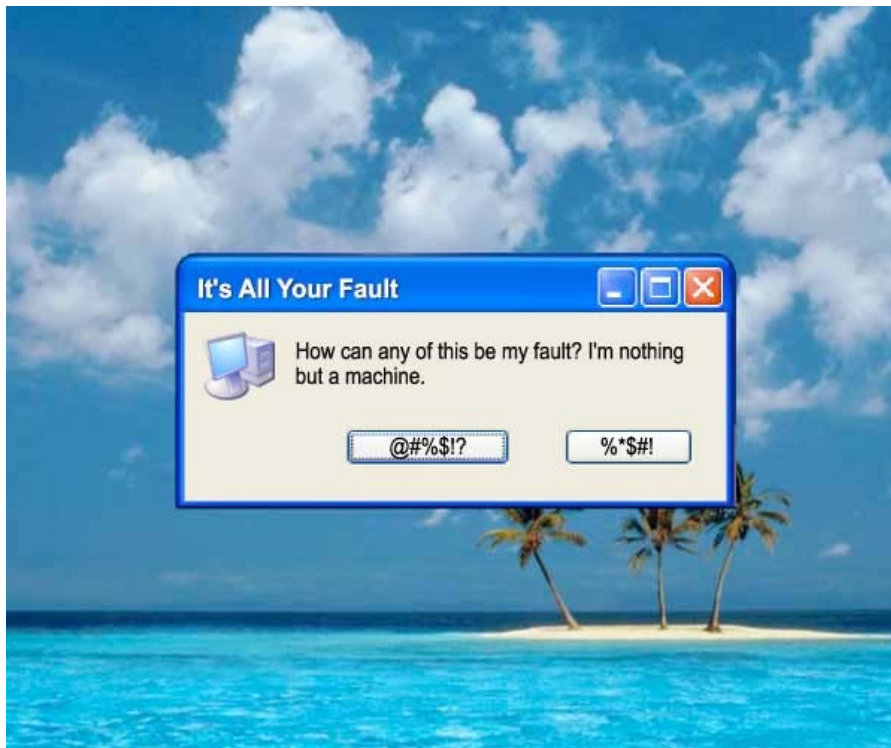 It's All Your Fault
How can any of this be my fault? I'm nothing
but a machine.
@#%$!?
%*$#!